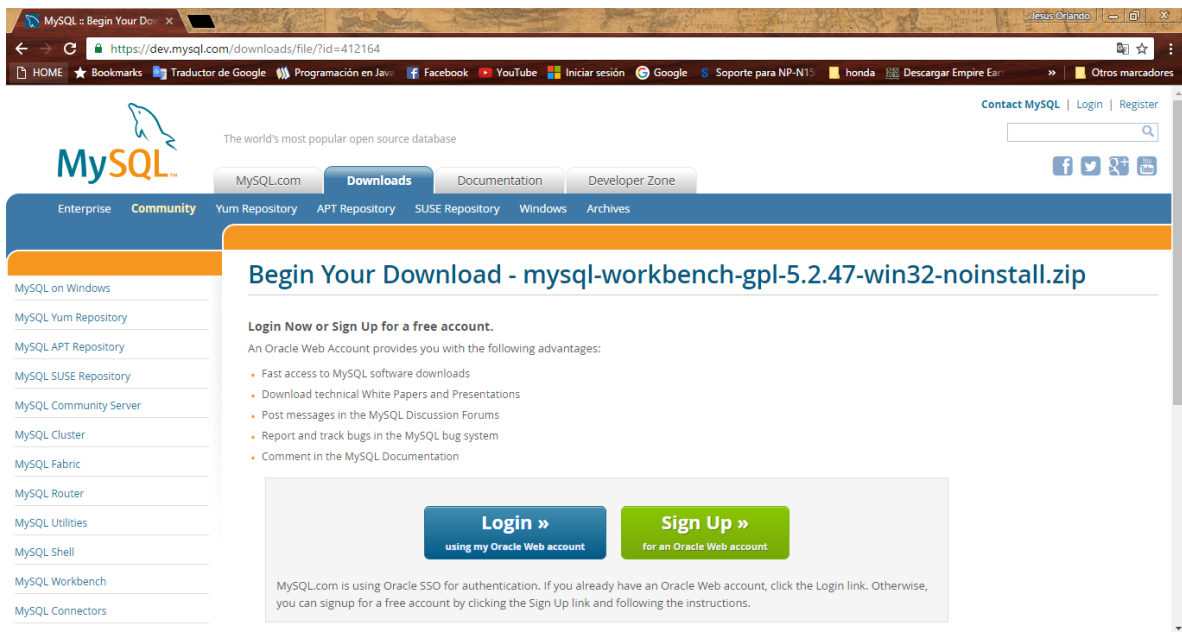 MySQL :: Begin Your Dov
Jesus Orlando
https://dev.mysql.com/downloads/file/?id=412164
HOME Bookmarks Traductor de Google Programación en Java Facebook YouTube Iniciar sesión Google Soporte para NP-N15 honda Descargar Empire Ear » Otros marcadores
Contact MySQL | Login | Register
MySQL
The world's most popular open source database
MySQL.com Downloads Documentation Developer Zone
Enterprise Community Yum Repository APT Repository SUSE Repository Windows Archives
Begin Your Download - mysql-workbench-gpl-5.2.47-win32-noinstall.zip
MySQL on Windows
MySQL Yum Repository
MySQL APT Repository
MySQL SUSE Repository
MySQL Community Server
MySQL Cluster
MySQL Fabric
MySQL Router
MySQL Utilities
MySQL Shell
MySQL Workbench
MySQL Connectors
Login Now or Sign Up for a free account.
An Oracle Web Account provides you with the following advantages:
Fast access to MySQL software downloads
Download technical White Papers and Presentations
Post messages in the MySQL Discussion Forums
Report and track bugs in the MySQL bug system
Comment in the MySQL Documentation
Login »
using my Oracle Web account
Sign Up »
for an Oracle Web account
MySQL.com is using Oracle SSO for authentication. If you already have an Oracle Web account, click the Login link. Otherwise,
you can signup for a free account by clicking the Sign Up link and following the instructions.